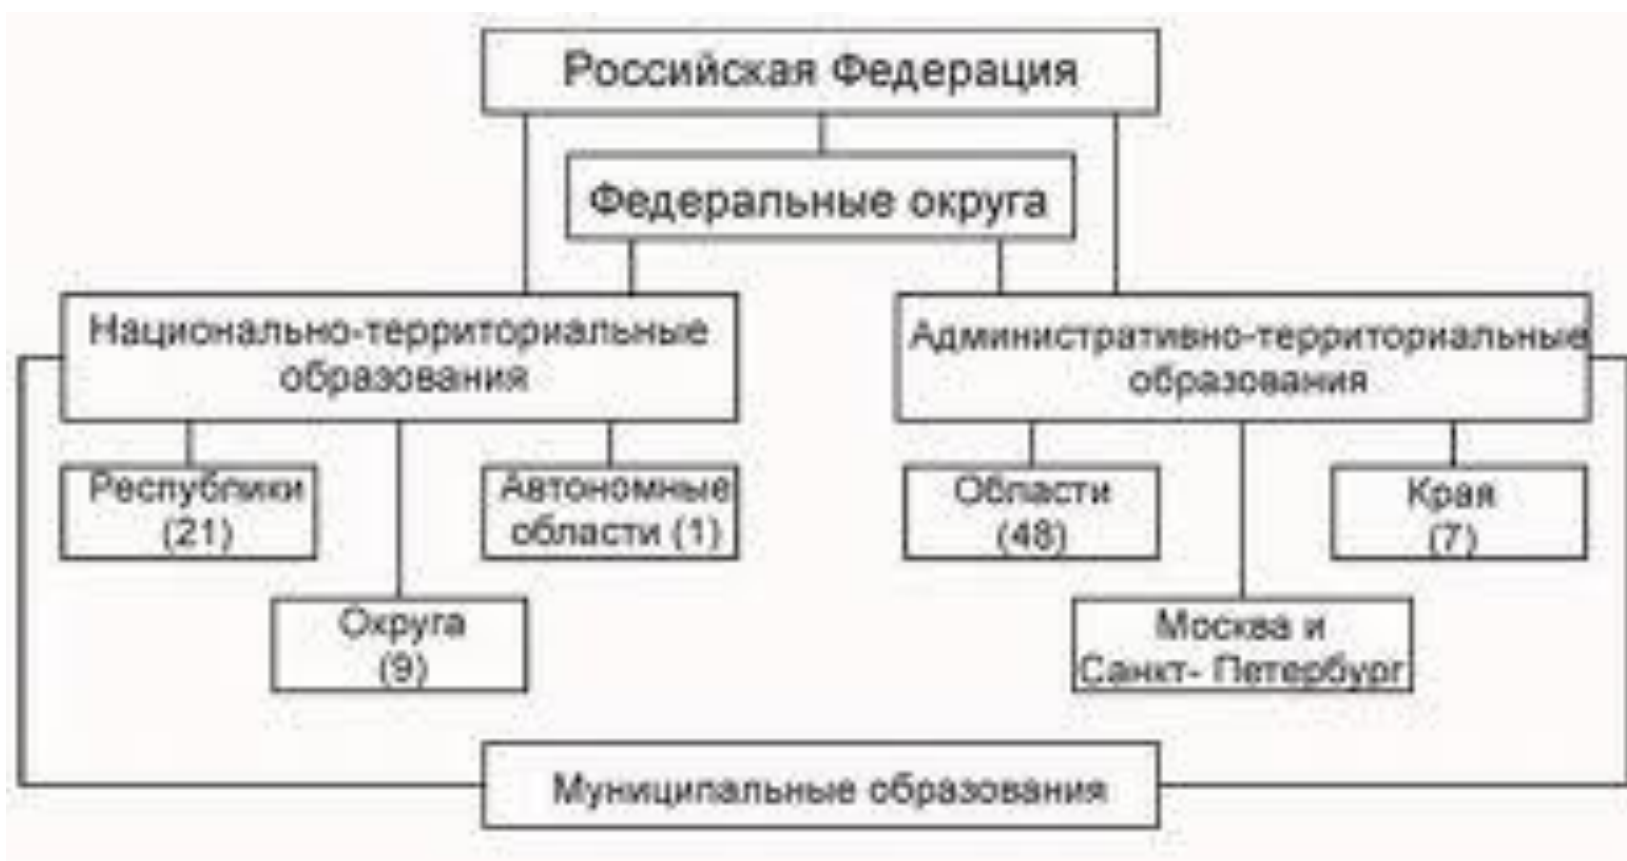 Российская Федерация
Федеральные округа
Национально-территориальные
образования
Административно-территориальные
образования
Республики
(21)
Автономные
области (1)
Области
(48)
Края
(7)
Округа
(9)
Москва и
Санкт- Петербург
Муниципальные образования